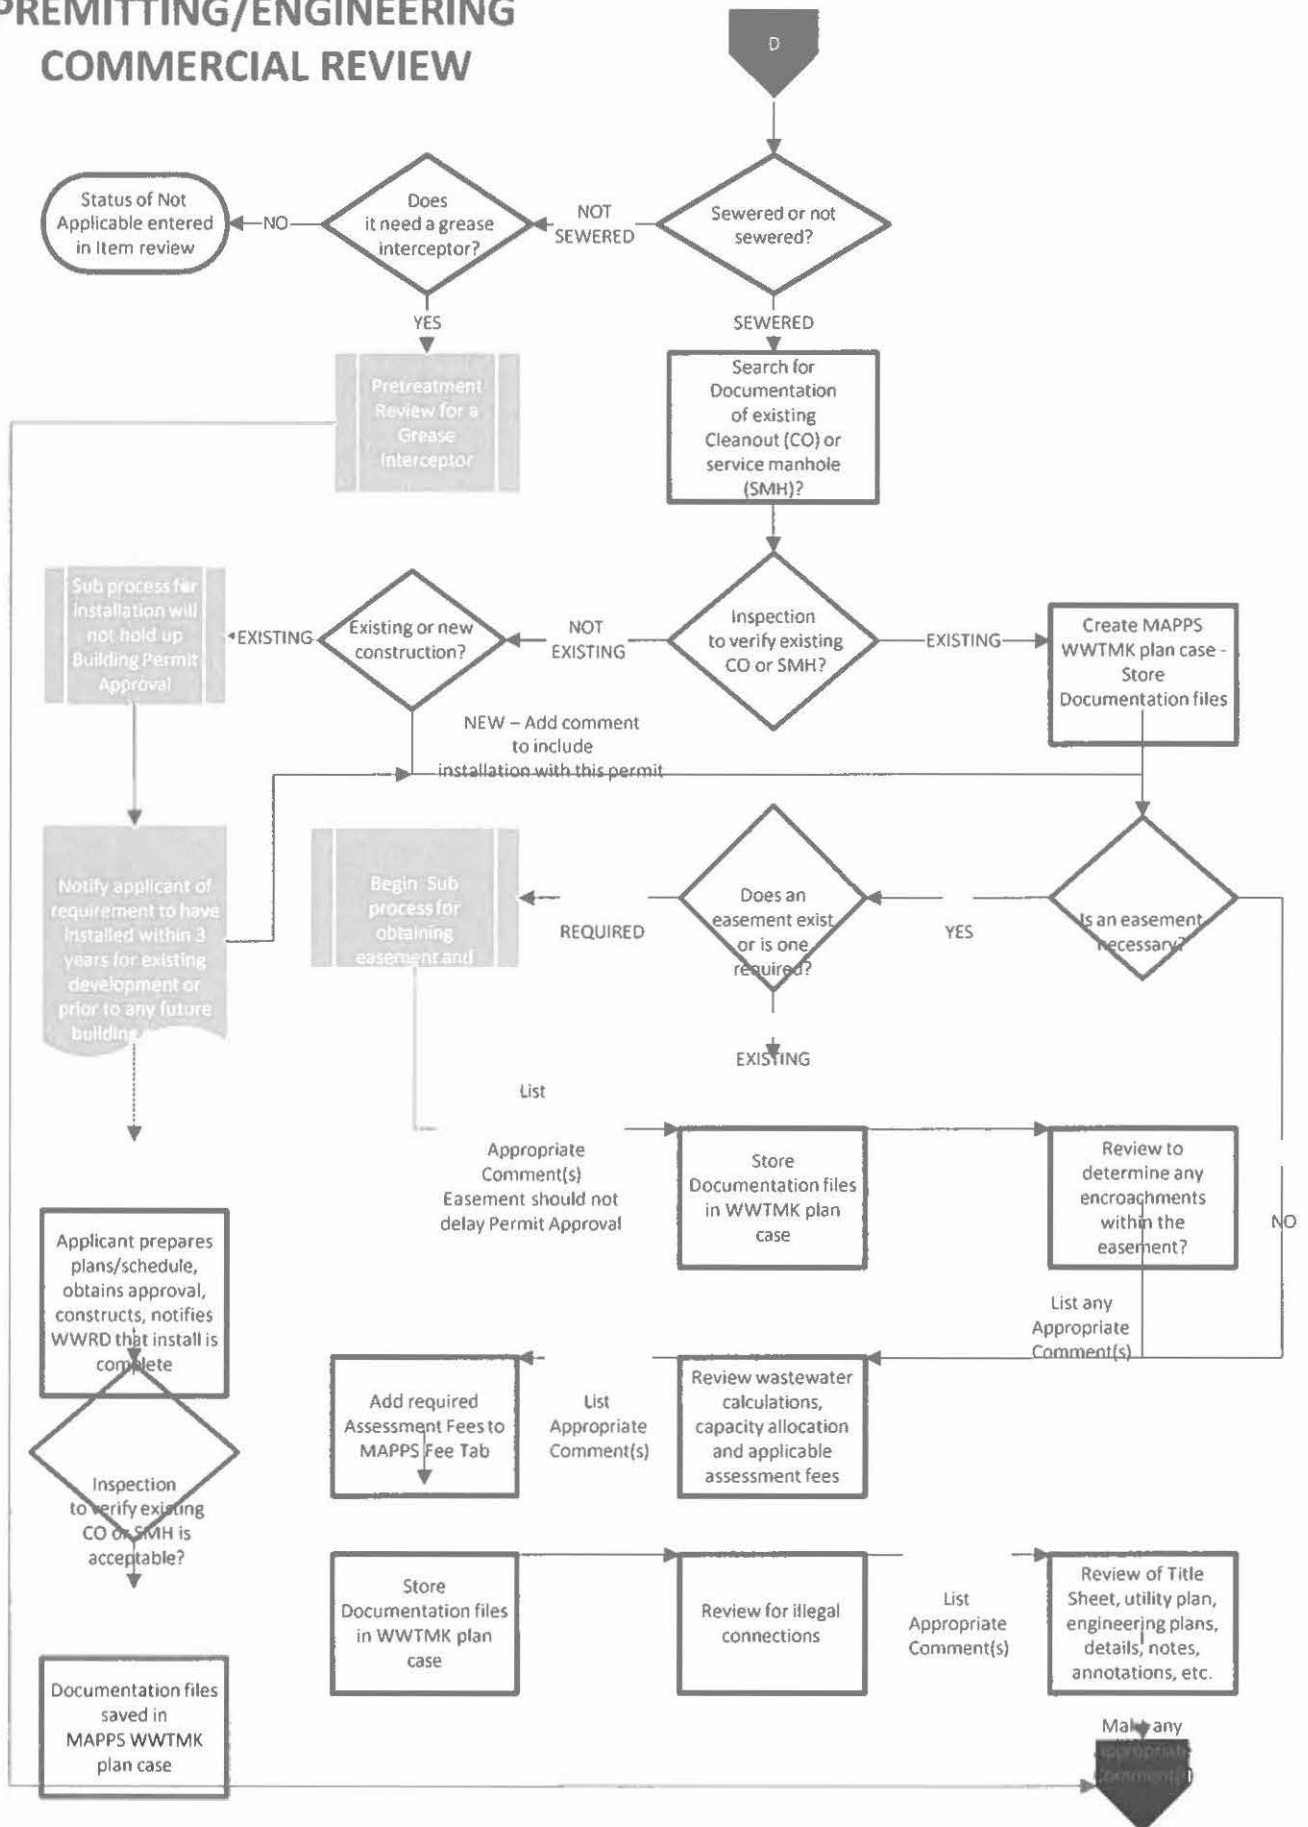 PREMITTING/ENGINEERING
COMMERCIAL REVIEW
D
Sewered or not
sewered?
NOT
SEWERED
Does
it need a grease
interceptor?
NO
Status of Not
Applicable entered
in Item review
YES
SEWERED
Pretreatment
Review for a
Grease
Interceptor
Search for
Documentation
of existing
Cleanout (CO) or
service manhole
(SMH)?
Inspection
to verify existing
CO or SMH?
EXISTING
Create MAPPS
WWTMK plan case -
Store
Documentation files
NOT
EXISTING
Existing or new
construction?
EXISTING
Sub process for
installation will
not hold up
Building Permit
Approval
NEW – Add comment
to include
installation with this permit
Notify applicant of
requirement to have
installed within 3
years for existing
development or
prior to any future
building
Begin Sub
process for
obtaining
easement and
REQUIRED
Does an
easement exist
or is one
required?
YES
Is an easement
necessary?
EXISTING
List
Appropriate
Comment(s)
Easement should not
delay Permit Approval
Store
Documentation files
in WWTMK plan
case
Review to
determine any
encroachments
within the
easement?
NO
List any
Appropriate
Comment(s)
Applicant prepares
plans/schedule,
obtains approval,
constructs, notifies
WWRD that install is
complete
Add required
Assessment Fees to
MAPPS Fee Tab
List
Appropriate
Comment(s)
Review wastewater
calculations,
capacity allocation
and applicable
assessment fees
Inspection
to verify existing
CO or SMH is
acceptable?
Store
Documentation files
in WWTMK plan
case
Review for illegal
connections
List
Appropriate
Comment(s)
Review of Title
Sheet, utility plan,
engineering plans,
details, notes,
annotations, etc.
Documentation files
saved in
MAPPS WWTMK
plan case
Make any
appropriate
Comment(s)